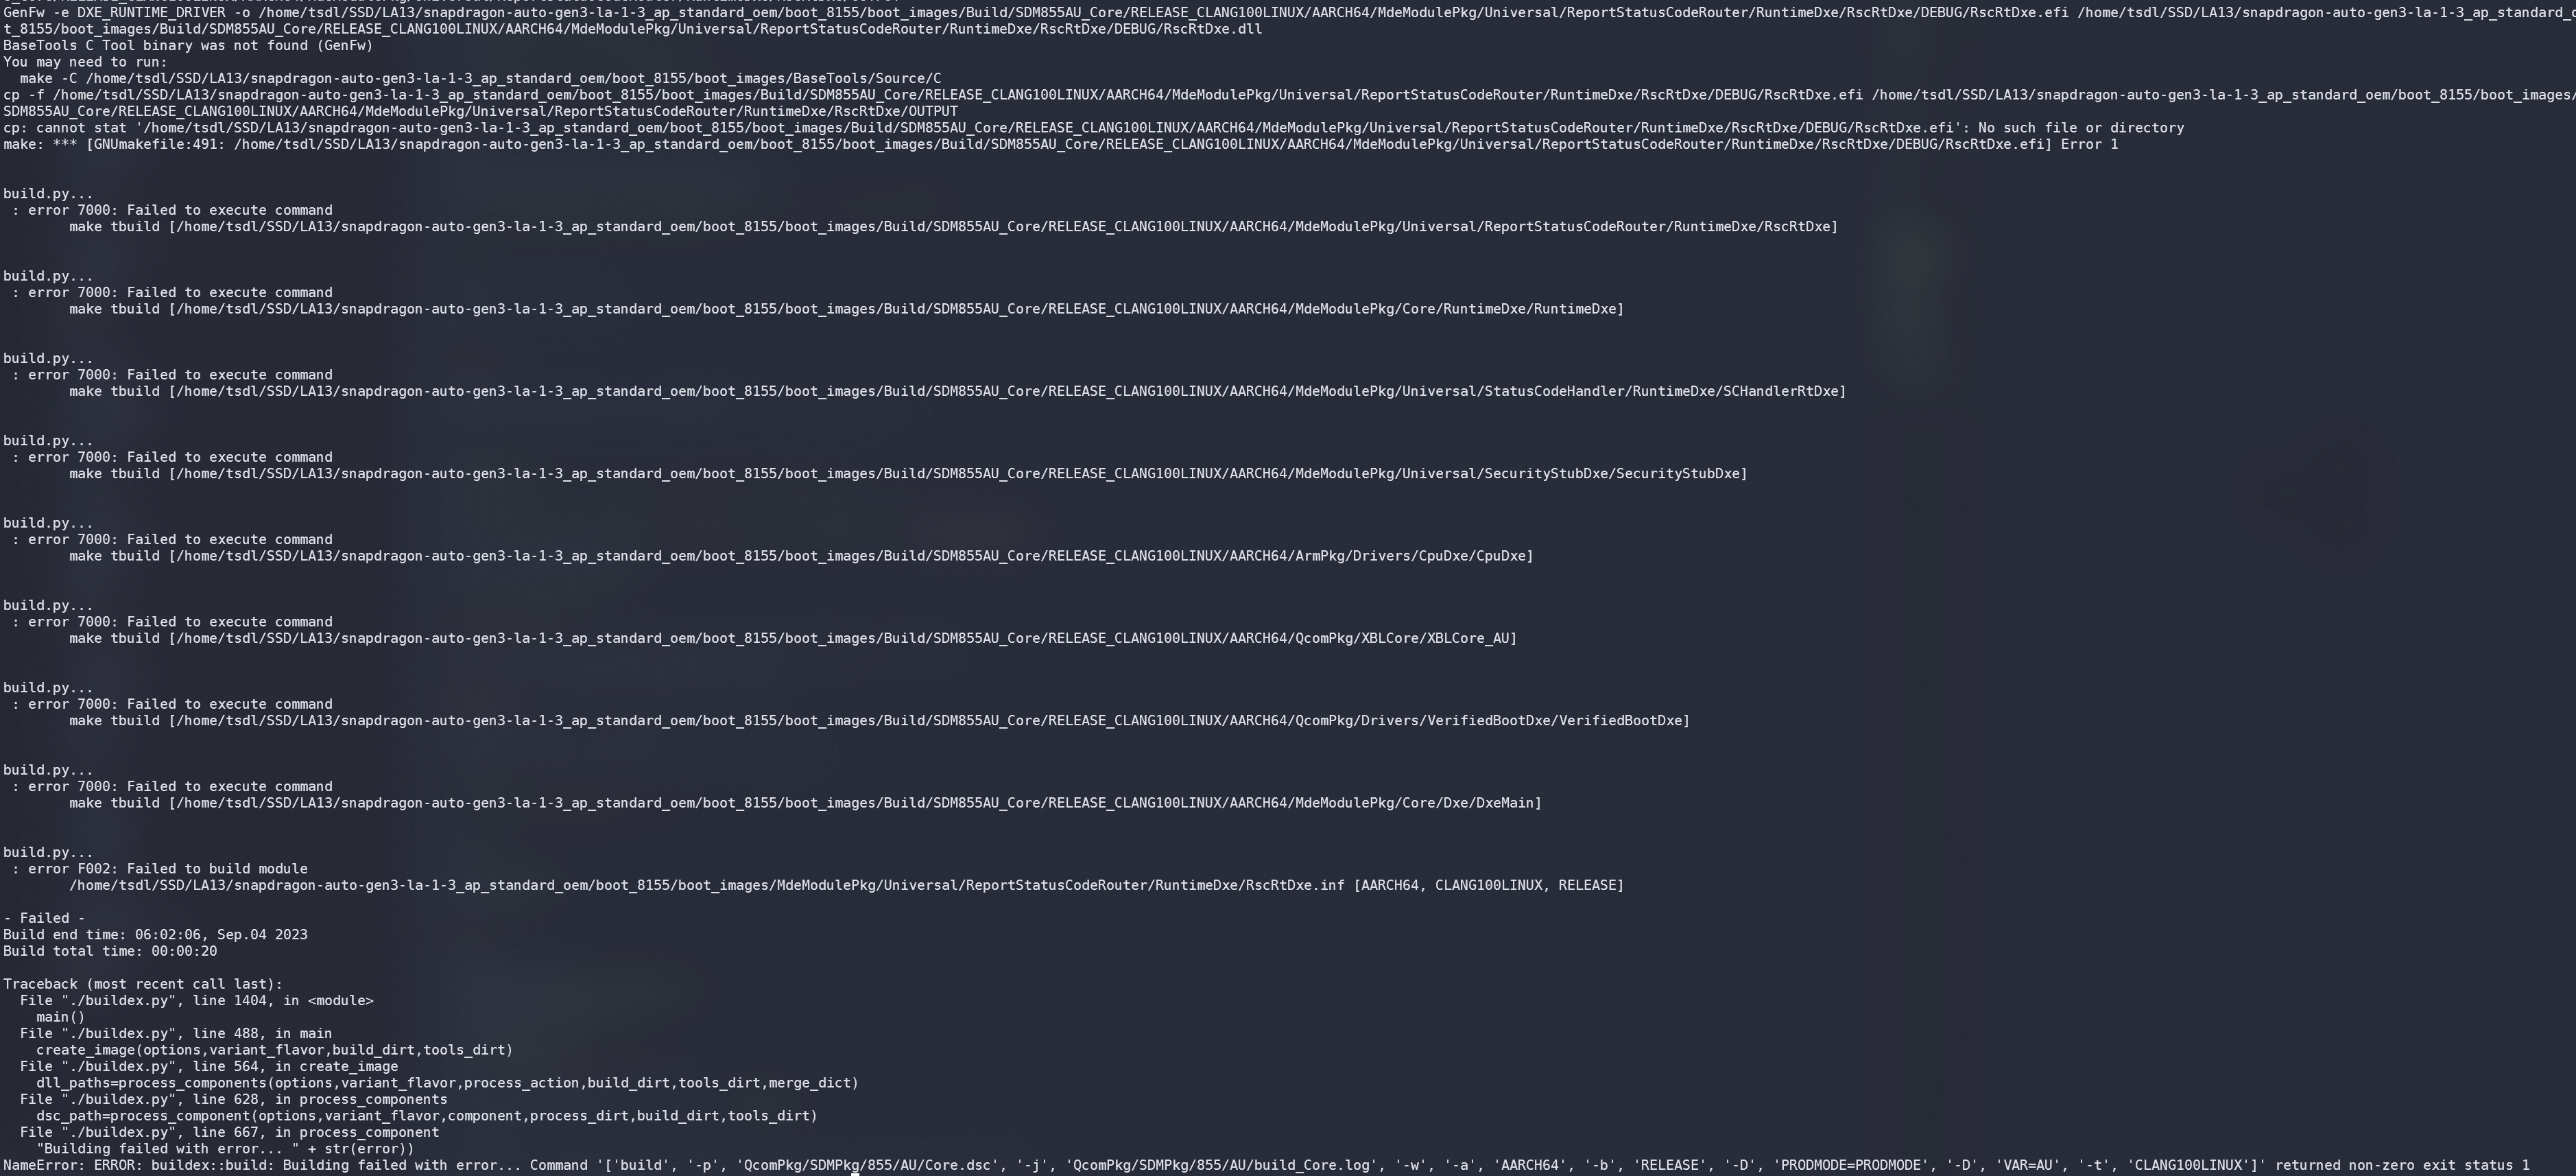 GenFw -e DXE_RUNTIME_DRIVER -o /home/tsdl/SSD/LA13/snapdragon-auto-gen3-la-1-3_ap_standard_oem/boot_8155/boot_images/Build/SDM855AU_Core/RELEASE_CLANG100LINUX/AARCH64/MdeModulePkg/Universal/ReportStatusCodeRouter/RuntimeDxe/RscRtDxe/DEBUG/RscRtDxe.efi /home/tsdl/SSD/LA13/snapdragon-auto-gen3-la-1-3_ap_standard_o
t_8155/boot_images/Build/SDM855AU_Core/RELEASE_CLANG100LINUX/AARCH64/MdeModulePkg/Universal/ReportStatusCodeRouter/RuntimeDxe/RscRtDxe/DEBUG/RscRtDxe.dll
BaseTools C Tool binary was not found (GenFw)
You may need to run:
make -C /home/tsdl/SSD/LA13/snapdragon-auto-gen3-la-1-3_ap_standard_oem/boot_8155/boot_images/BaseTools/Source/C
cp -f /home/tsdl/SSD/LA13/snapdragon-auto-gen3-la-1-3_ap_standard_oem/boot_8155/boot_images/Build/SDM855AU_Core/RELEASE_CLANG100LINUX/AARCH64/MdeModulePkg/Universal/ReportStatusCodeRouter/RuntimeDxe/RscRtDxe/DEBUG/RscRtDxe.efi /home/tsdl/SSD/LA13/snapdragon-auto-gen3-la-1-3_ap_standard_oem/boot_8155/boot_images/
SDM855AU_Core/RELEASE_CLANG100LINUX/AARCH64/MdeModulePkg/Universal/ReportStatusCodeRouter/RuntimeDxe/RscRtDxe/OUTPUT
cp: cannot stat '/home/tsdl/SSD/LA13/snapdragon-auto-gen3-la-1-3_ap_standard_oem/boot_8155/boot_images/Build/SDM855AU_Core/RELEASE_CLANG100LINUX/AARCH64/MdeModulePkg/Universal/ReportStatusCodeRouter/RuntimeDxe/RscRtDxe/DEBUG/RscRtDxe.efi': No such file or directory
make: *** [GNUmakefile:491: /home/tsdl/SSD/LA13/snapdragon-auto-gen3-la-1-3_ap_standard_oem/boot_8155/boot_images/Build/SDM855AU_Core/RELEASE_CLANG100LINUX/AARCH64/MdeModulePkg/Universal/ReportStatusCodeRouter/RuntimeDxe/RscRtDxe/DEBUG/RscRtDxe.efi] Error 1
build.py...
: error 7000: Failed to execute command
make tbuild [/home/tsdl/SSD/LA13/snapdragon-auto-gen3-la-1-3_ap_standard_oem/boot_8155/boot_images/Build/SDM855AU_Core/RELEASE_CLANG100LINUX/AARCH64/MdeModulePkg/Universal/ReportStatusCodeRouter/RuntimeDxe/RscRtDxe]
build.py...
: error 7000: Failed to execute command
make tbuild [/home/tsdl/SSD/LA13/snapdragon-auto-gen3-la-1-3_ap_standard_oem/boot_8155/boot_images/Build/SDM855AU_Core/RELEASE_CLANG100LINUX/AARCH64/MdeModulePkg/Core/RuntimeDxe/RuntimeDxe]
build.py...
: error 7000: Failed to execute command
make tbuild [/home/tsdl/SSD/LA13/snapdragon-auto-gen3-la-1-3_ap_standard_oem/boot_8155/boot_images/Build/SDM855AU_Core/RELEASE_CLANG100LINUX/AARCH64/MdeModulePkg/Universal/StatusCodeHandler/RuntimeDxe/SCHandlerRtDxe]
build.py...
: error 7000: Failed to execute command
make tbuild [/home/tsdl/SSD/LA13/snapdragon-auto-gen3-la-1-3_ap_standard_oem/boot_8155/boot_images/Build/SDM855AU_Core/RELEASE_CLANG100LINUX/AARCH64/MdeModulePkg/Universal/SecurityStubDxe/SecurityStubDxe]
build.py...
: error 7000: Failed to execute command
make tbuild [/home/tsdl/SSD/LA13/snapdragon-auto-gen3-la-1-3_ap_standard_oem/boot_8155/boot_images/Build/SDM855AU_Core/RELEASE_CLANG100LINUX/AARCH64/ArmPkg/Drivers/CpuDxe/CpuDxe]
build.py...
: error 7000: Failed to execute command
make tbuild [/home/tsdl/SSD/LA13/snapdragon-auto-gen3-la-1-3_ap_standard_oem/boot_8155/boot_images/Build/SDM855AU_Core/RELEASE_CLANG100LINUX/AARCH64/QcomPkg/XBLCore/XBLCore_AU]
build.py...
: error 7000: Failed to execute command
make tbuild [/home/tsdl/SSD/LA13/snapdragon-auto-gen3-la-1-3_ap_standard_oem/boot_8155/boot_images/Build/SDM855AU_Core/RELEASE_CLANG100LINUX/AARCH64/QcomPkg/Drivers/VerifiedBootDxe/VerifiedBootDxe]
build.py...
: error 7000: Failed to execute command
make tbuild [/home/tsdl/SSD/LA13/snapdragon-auto-gen3-la-1-3_ap_standard_oem/boot_8155/boot_images/Build/SDM855AU_Core/RELEASE_CLANG100LINUX/AARCH64/MdeModulePkg/Core/Dxe/DxeMain]
build.py...
: error F002: Failed to build module
/home/tsdl/SSD/LA13/snapdragon-auto-gen3-la-1-3_ap_standard_oem/boot_8155/boot_images/MdeModulePkg/Universal/ReportStatusCodeRouter/RuntimeDxe/RscRtDxe.inf [AARCH64, CLANG100LINUX, RELEASE]
- Failed -
Build end time: 06:02:06, Sep.04 2023
Build total time: 00:00:20
Traceback (most recent call last):
File "./buildex.py", line 1404, in <module>
main()
File "./buildex.py", line 488, in main
create_image(options,variant_flavor,build_dirt,tools_dirt)
File "./buildex.py", line 564, in create_image
dll_paths=process_components(options,variant_flavor,process_action,build_dirt,tools_dirt,merge_dict)
File "./buildex.py", line 628, in process_components
dsc_path=process_component(options,variant_flavor,component,process_dirt,build_dirt,tools_dirt)
File "./buildex.py", line 667, in process_component
"Building failed with error... " + str(error))
NameError: ERROR: buildex::build: Building failed with error... Command '['build', '-p', 'QcomPkg/SDMPkg/855/AU/Core.dsc', '-j', 'QcomPkg/SDMPkg/855/AU/build_Core.log', '-w', '-a', 'AARCH64', '-b', 'RELEASE', '-D', 'PRODMODE=PRODMODE', '-D', 'VAR=AU', '-t', 'CLANG100LINUX']' returned non-zero exit status 1